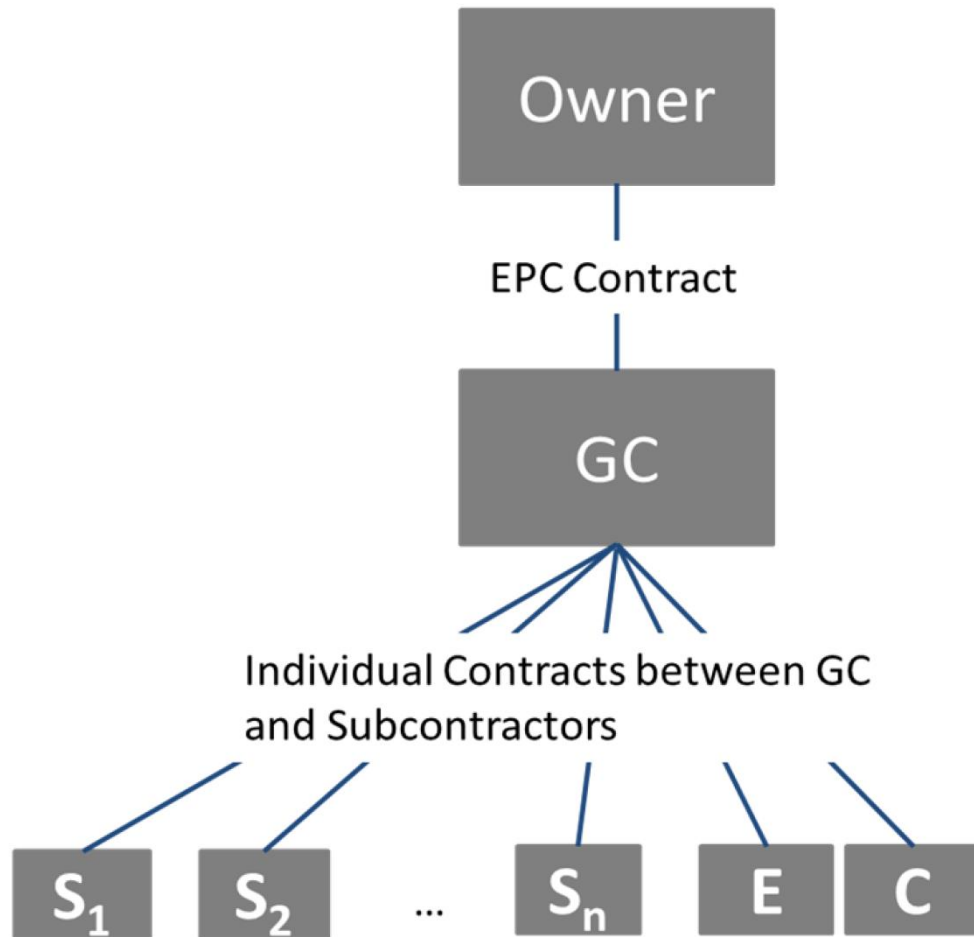 Owner
EPC Contract
GC
Individual Contracts between GC
and Subcontractors
S₁ S₂ ... Sₙ E C